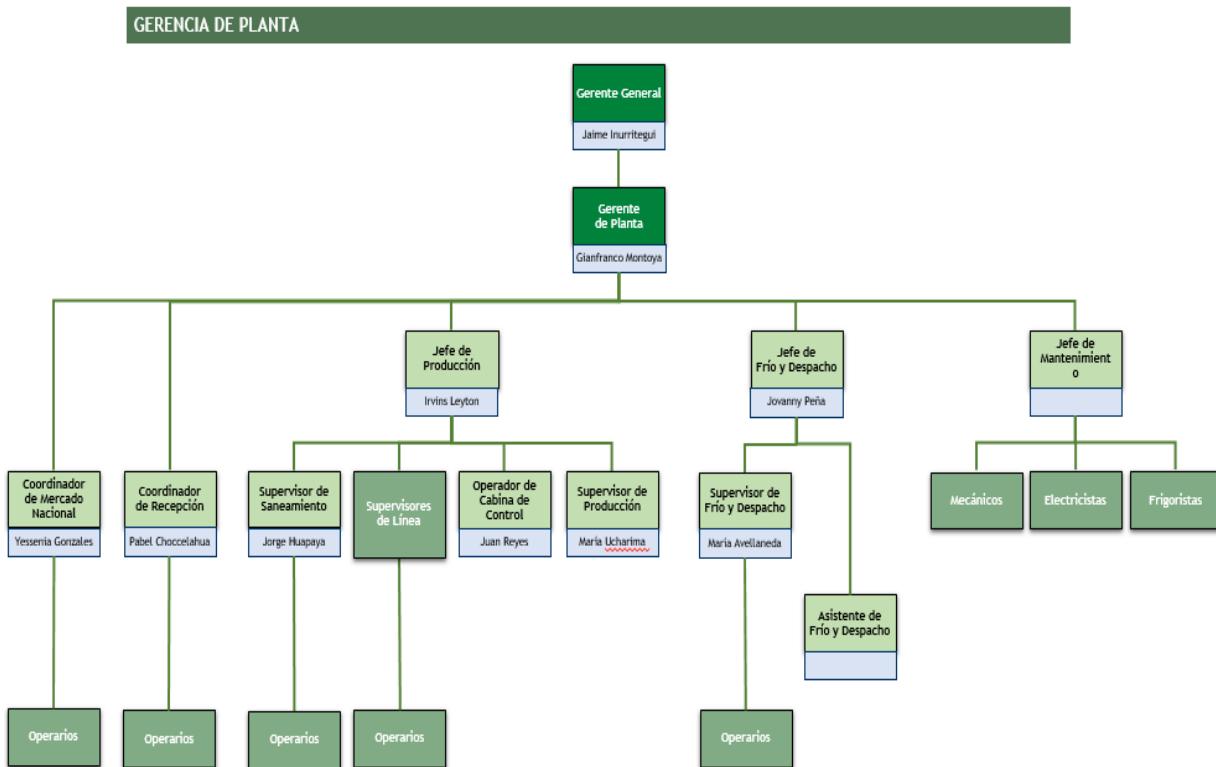 GERENCIA DE PLANTA
Gerente General
Jaime Inurritegui
Gerente
de Planta
Gianfranco Montoya
Jefe de
Producción
Irvins Leyton
Jefe de
Frío y Despacho
Jovanny Peña
Jefe de
Mantenimient
o
Coordinador
de Mercado
Nacional
Yessenia Gonzales
Coordinador
de Recepción
Pabel Choccelahua
Supervisor de
Saneamiento
Jorge Huapaya
Supervisores
de Línea
Operador de
Cabina de
Control
Juan Reyes
Supervisor de
Producción
María Ucharima
Supervisor de
Frío y Despacho
María Avellaneda
Mecánicos
Electricistas
Frigoristas
Asistente de
Frío y Despacho
Operarios
Operarios
Operarios
Operarios
Operarios